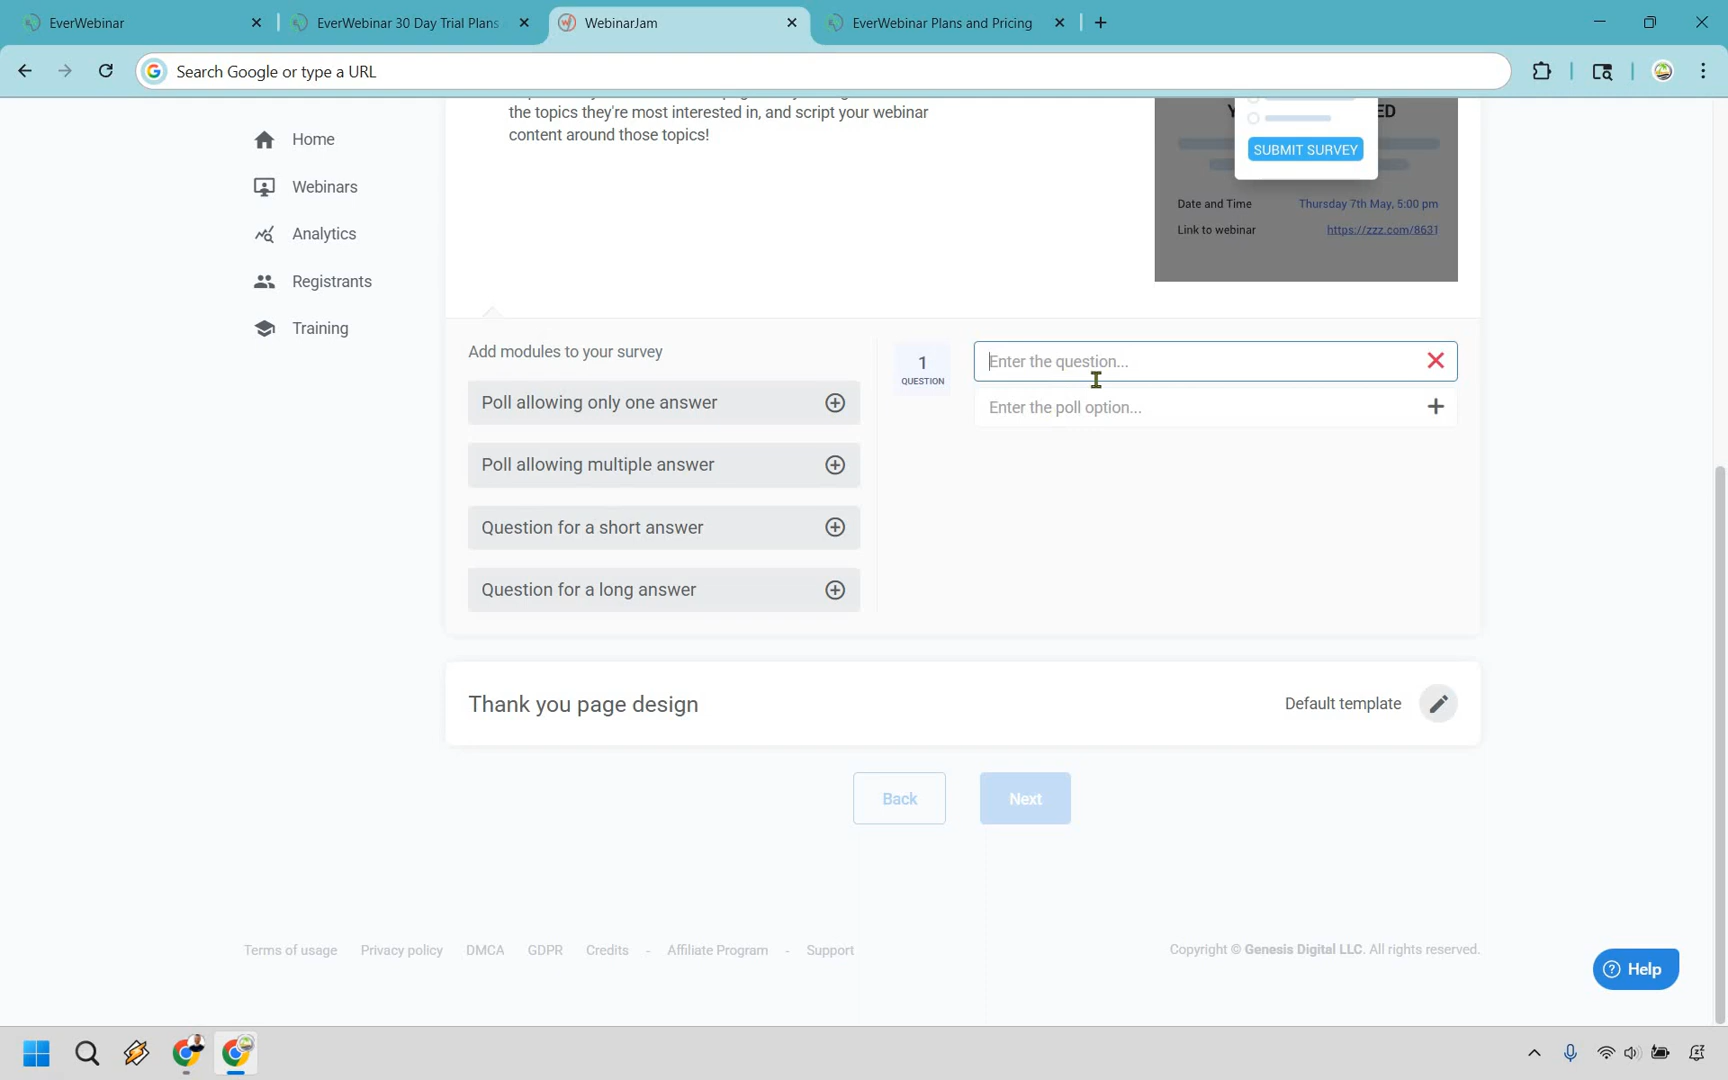 EverWebinar
EverWebinar 30 Day Trial Plans
WebinarJam
EverWebinar Plans and Pricing
Search Google or type a URL
Home
Webinars
Analytics
Registrants
Training
the topics they're most interested in, and script your webinar
content around those topics!
ED
SUBMIT SURVEY
Date and Time Thursday 7th May, 5:00 pm
Link to webinar https://zzz.com/8631
Add modules to your survey
Poll allowing only one answer
Poll allowing multiple answer
Question for a short answer
Question for a long answer
1
QUESTION
Enter the question...
Enter the poll option...
Thank you page design
Default template
Back
Next
Terms of usage Privacy policy DMCA GDPR Credits - Affiliate Program - Support
Copyright © Genesis Digital LLC. All rights reserved.
Help